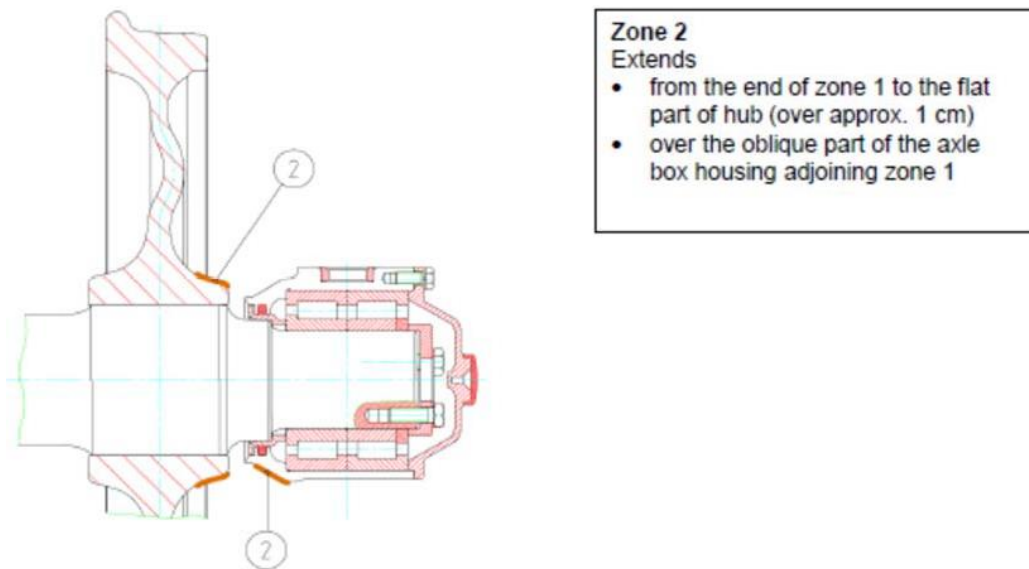 Zone 2
Extends
• from the end of zone 1 to the flat
part of hub (over approx. 1 cm)
• over the oblique part of the axle
box housing adjoining zone 1
2
2